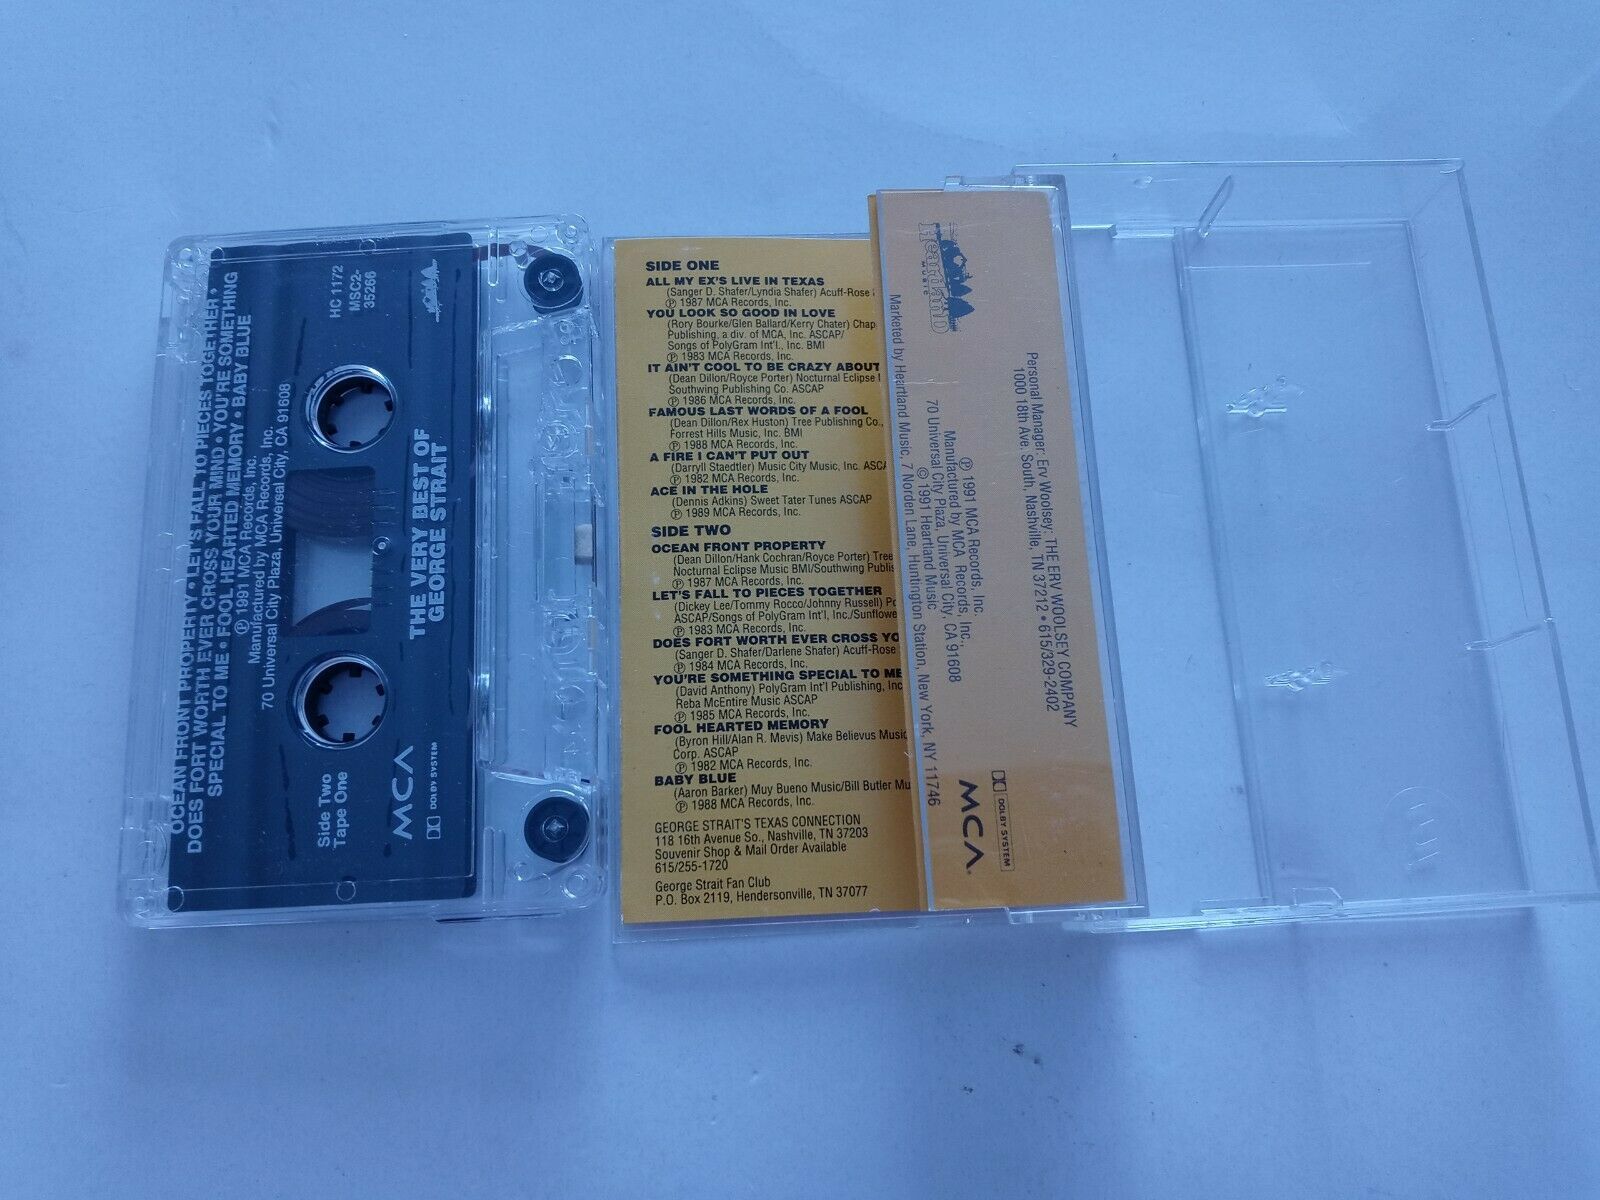 OCEAN FRONT PROPERTY • LET'S FALL TO PIECES TOGETHER •
DOES FORT WORTH EVER CROSS YOUR MIND • YOU'RE SOMETHING
SPECIAL TO ME • FOOL HEARTED MEMORY • BABY BLUE
℗ 1991 MCA Records, Inc.
Manufactured by MCA Records, Inc.
70 Universal City Plaza, Universal City, CA 91608
HC 1172
MSC2-
35266
Side Two
Tape One
THE VERY BEST OF
GEORGE STRAIT
MCA
DOLBY SYSTEM
SIDE ONE
ALL MY EX'S LIVE IN TEXAS
(Sanger D. Shafer/Lyndia Shafer) Acuff-Rose
℗ 1987 MCA Records, Inc.
YOU LOOK SO GOOD IN LOVE
(Rory Bourke/Glen Ballard/Kerry Chater) Chap
Publishing, a div. of MCA, Inc. ASCAP/
Songs of PolyGram Int'l., Inc. BMI
℗ 1983 MCA Records, Inc.
IT AIN'T COOL TO BE CRAZY ABOUT
(Dean Dillon/Royce Porter) Nocturnal Eclipse
Southwing Publishing Co. ASCAP
℗ 1986 MCA Records, Inc.
FAMOUS LAST WORDS OF A FOOL
(Dean Dillon/Rex Huston) Tree Publishing Co.,
Forrest Hills Music, Inc. BMI
℗ 1988 MCA Records, Inc.
A FIRE I CAN'T PUT OUT
(Darryll Staedtler) Music City Music, Inc. ASCA
℗ 1982 MCA Records, Inc.
ACE IN THE HOLE
(Dennis Adkins) Sweet Tater Tunes ASCAP
℗ 1989 MCA Records, Inc.
SIDE TWO
OCEAN FRONT PROPERTY
(Dean Dillon/Hank Cochran/Royce Porter) Tree
Nocturnal Eclipse Music BMI/Southwing Publis
℗ 1987 MCA Records, Inc.
LET'S FALL TO PIECES TOGETHER
(Dickey Lee/Tommy Rocco/Johnny Russell) Po
ASCAP/Songs of PolyGram Int'l, Inc./Sunflowe
℗ 1983 MCA Records, Inc.
DOES FORT WORTH EVER CROSS YO
(Sanger D. Shafer/Darlene Shafer) Acuff-Rose
℗ 1984 MCA Records, Inc.
YOU'RE SOMETHING SPECIAL TO ME
(David Anthony) PolyGram Int'l Publishing, Inc
Reba McEntire Music ASCAP
℗ 1985 MCA Records, Inc.
FOOL HEARTED MEMORY
(Byron Hill/Alan R. Mevis) Make Believus Music
Corp. ASCAP
℗ 1982 MCA Records, Inc.
BABY BLUE
(Aaron Barker) Muy Bueno Music/Bill Butler Mu
℗ 1988 MCA Records, Inc.
GEORGE STRAIT'S TEXAS CONNECTION
118 16th Avenue So., Nashville, TN 37203
Souvenir Shop & Mail Order Available
615/255-1720
George Strait Fan Club
P.O. Box 2119, Hendersonville, TN 37077
Heartland
MUSIC
Personal Manager: Erv Woolsey: THE ERV WOOLSEY COMPANY
1000 18th Ave. South, Nashville, TN 37212 • 615/329-2402
℗ 1991 MCA Records, Inc.
Manufactured by MCA Records, Inc.,
70 Universal City Plaza, Universal City, CA 91608
© 1991 Heartland Music
Marketed by Heartland Music, 7 Norden Lane, Huntington Station, New York, NY 11746
DOLBY SYSTEM
MCA